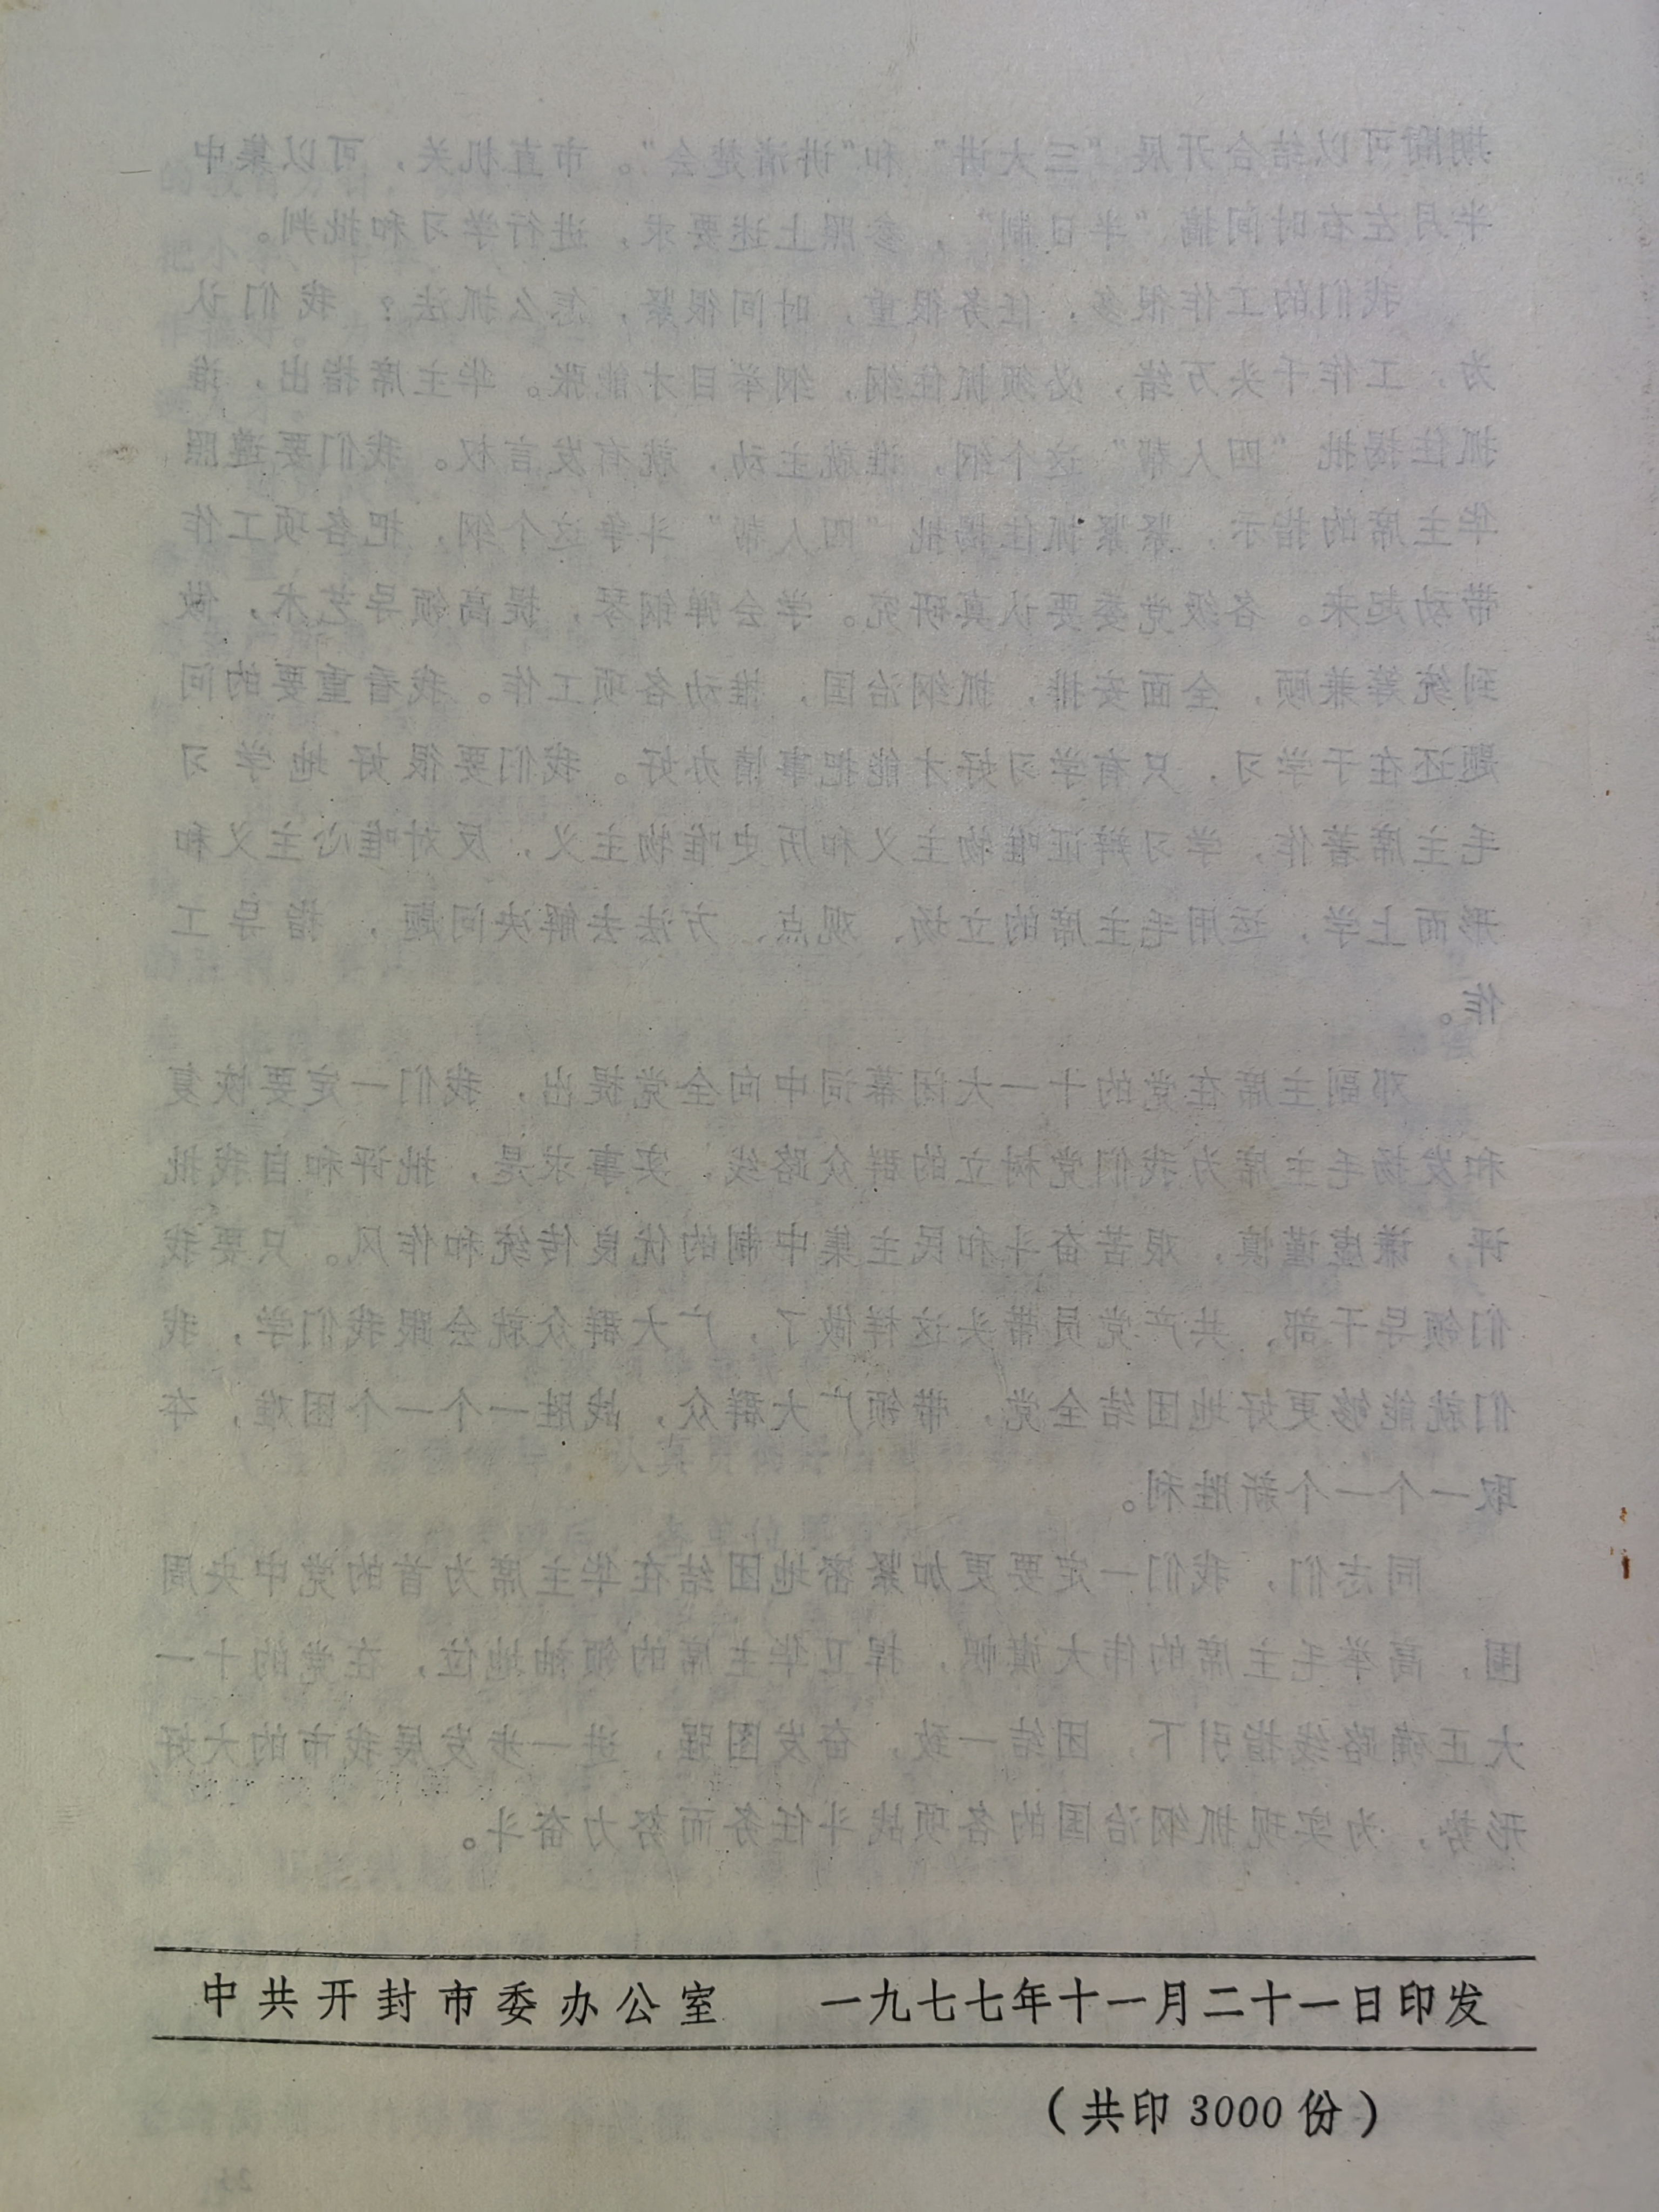 期间可以结合开展“三大讲”和“讲清楚会”。市直机关，可以集中
半月左右时间搞“半日制”，参照上述要求，进行学习和批判。
我们的工作很多，任务很重，时间很紧，怎么抓法？我们认
为，工作千头万绪，必须抓住纲，纲举目才能张。华主席指出，谁
抓住揭批“四人帮”这个纲，谁就主动，就有发言权。我们要遵照
华主席的指示，紧紧抓住揭批“四人帮”斗争这个纲，把各项工作
带动起来。各级党委要认真研究。学会弹钢琴，提高领导艺术，做
到统筹兼顾，全面安排，抓纲治国，推动各项工作。我看重要的问
题还在于学习，只有学习好才能把事情办好。我们要很好地学习
毛主席著作，学习辩证唯物主义和历史唯物主义，反对唯心主义和
形而上学，运用毛主席的立场、观点、方法去解决问题，指导工
作。
邓副主席在党的十一大闭幕词中向全党提出，我们一定要恢复
和发扬毛主席为我们党树立的群众路线、实事求是，批评和自我批
评，谦虚谨慎，艰苦奋斗和民主集中制的优良传统和作风。只要我
们领导干部、共产党员带头这样做了，广大群众就会跟我们学，我
们就能够更好地团结全党，带领广大群众，战胜一个一个困难，夺
取一个一个新胜利。
同志们，我们一定要更加紧密地团结在华主席为首的党中央周
围，高举毛主席的伟大旗帜，捍卫华主席的领袖地位，在党的十一
大正确路线指引下，团结一致，奋发图强，进一步发展我市的大好
形势，为实现抓纲治国的各项战斗任务而努力奋斗。
中共开封市委办公室 一九七七年十一月二十一日印发
（共印 3000 份）